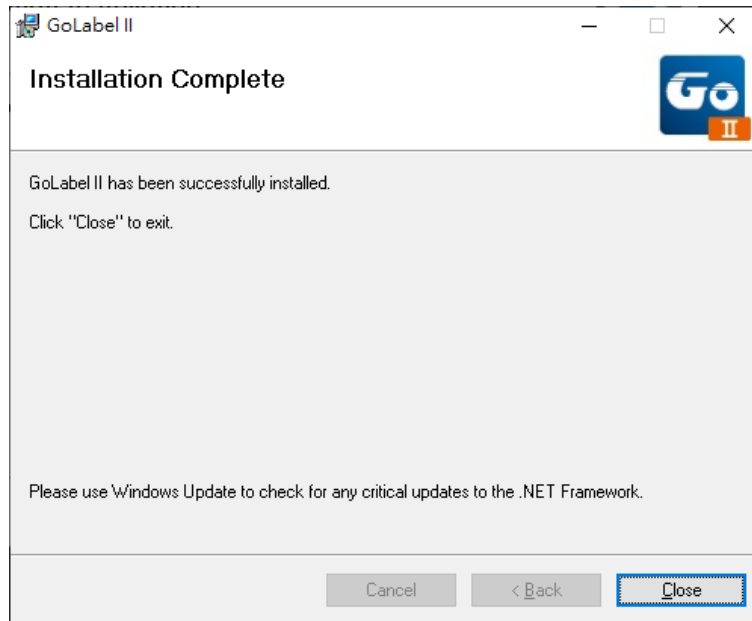 GoLabel II
Installation Complete
Go
II
GoLabel II has been successfully installed.
Click "Close" to exit.
Please use Windows Update to check for any critical updates to the .NET Framework.
Cancel
< Back
Close